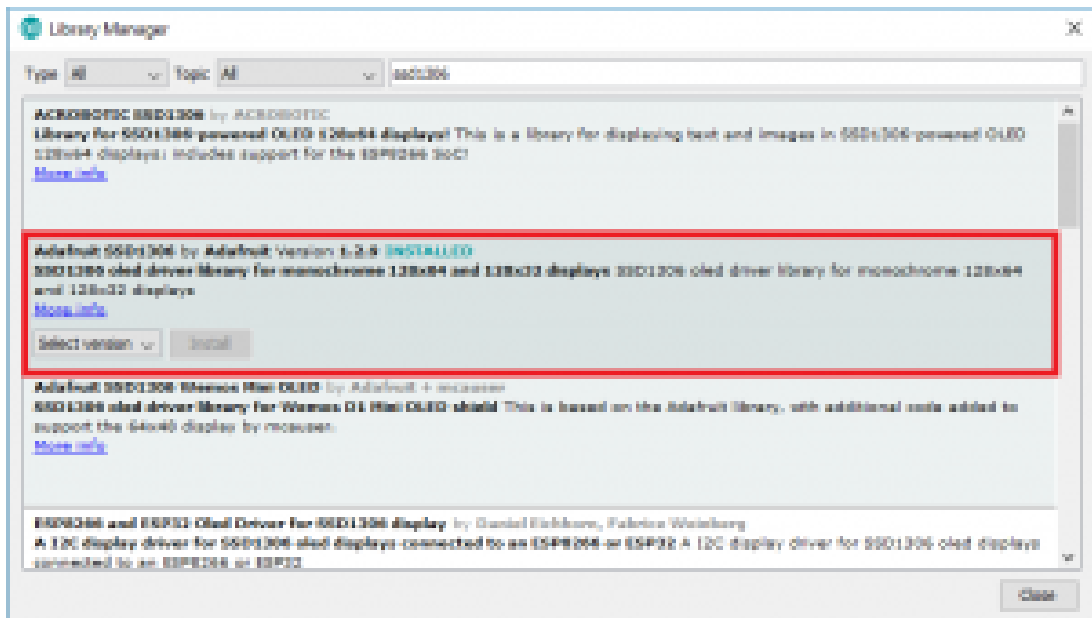 Library Manager
Type All Topic All ssd1306
ACROBOTIC SSD1306 by ACROBOTIC
Library for SSD1306-powered OLED 128x64 displays! This is a library for displaying text and images in SSD1306-powered OLED
128x64 displays; includes support for the ESP8266 SoC!
More info
Adafruit SSD1306 by Adafruit Version INSTALLED
SSD1306 oled driver library for monochrome 128x64 and 128x32 displays SSD1306 oled driver library for monochrome 128x64
and 128x32 displays
More info
Select version Install
Adafruit SSD1306 Wemos Mini OLED by Adafruit + mcauser
SSD1306 oled driver library for Wemos D1 Mini OLED shield This is based on the Adafruit library, with additional code added to
support the 64x48 display by mcauser.
More info
ESP8266 and ESP32 Oled Driver for SSD1306 display by Daniel Eichhorn, Fabrice Weinberg
A I2C display driver for SSD1306 oled displays connected to an ESP8266 or ESP32 A I2C display driver for SSD1306 oled displays
connected to an ESP8266 or ESP32
Close